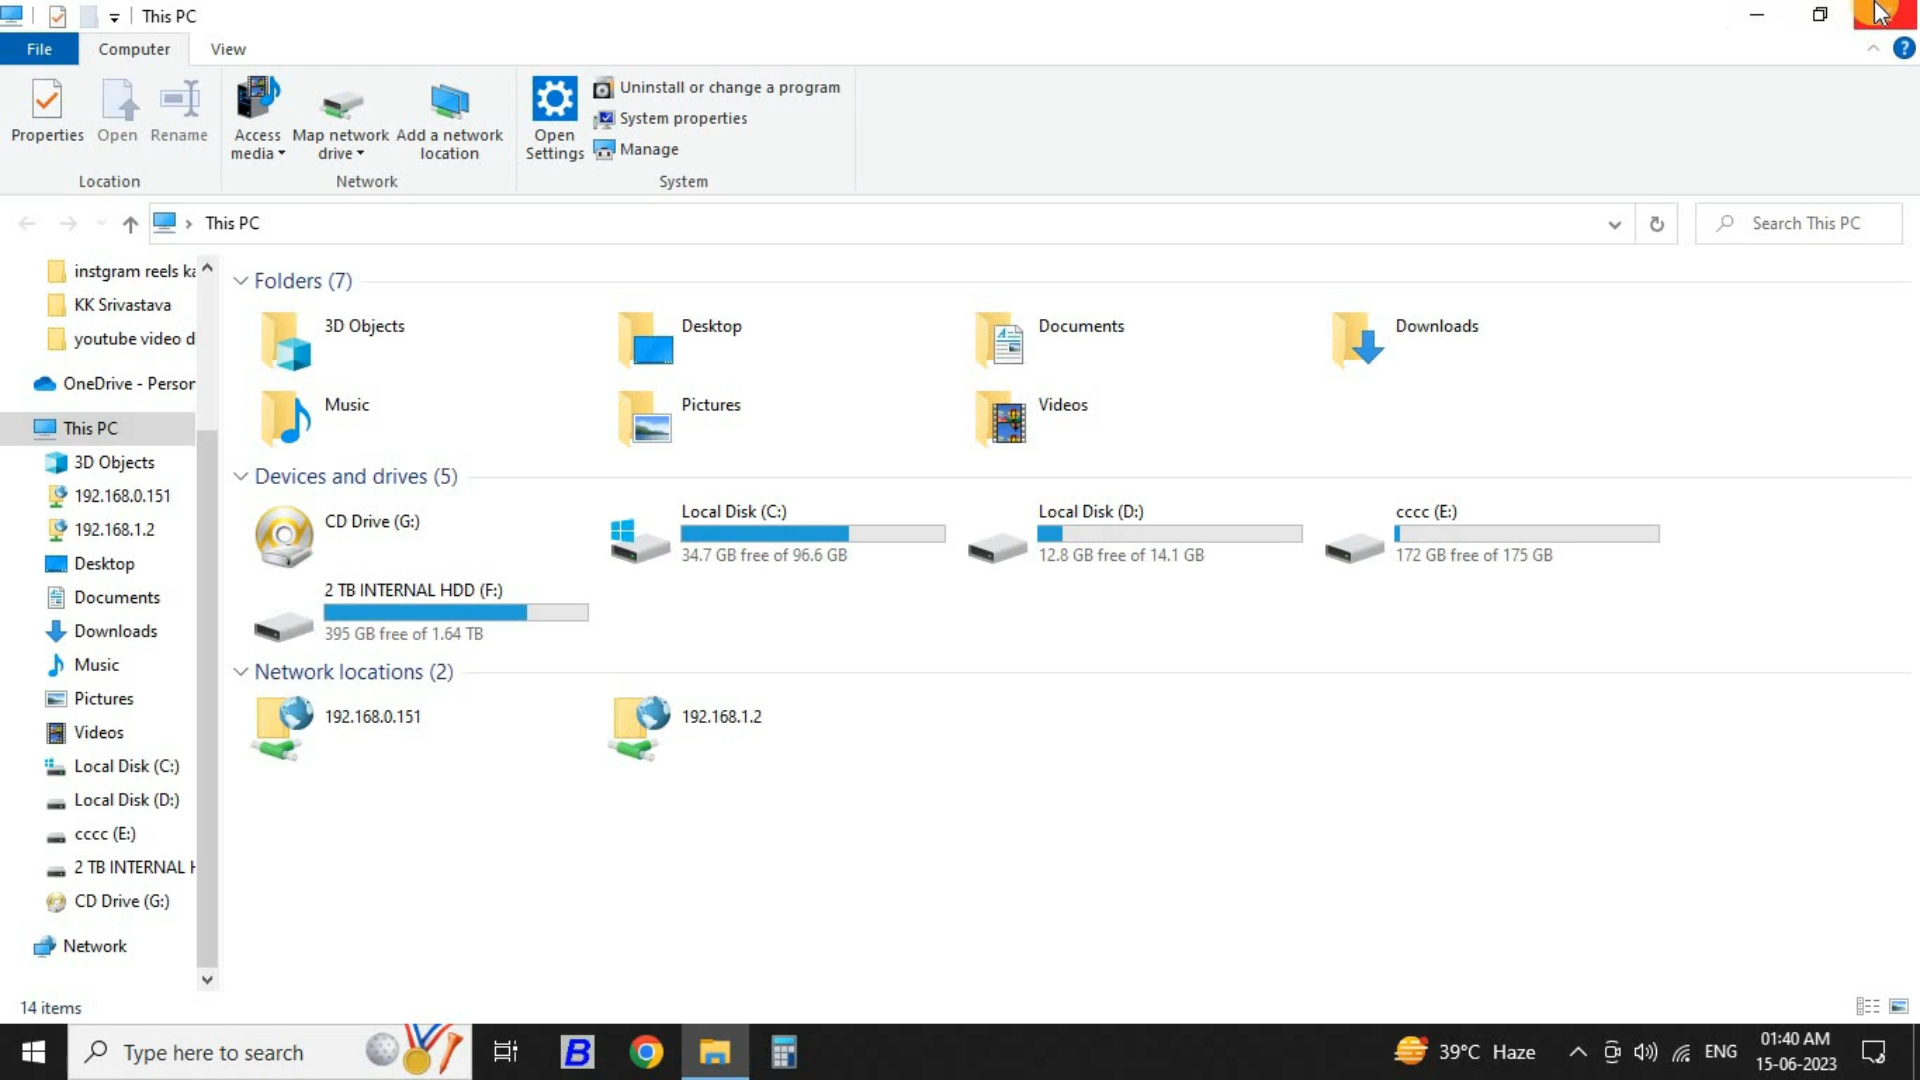 This PC
File Computer View
Properties Open Rename Access media Map network drive Add a network location Open Settings Uninstall or change a program
System properties
Manage
Location Network System
This PC
Search This PC
instgram reels ka
KK Srivastava
youtube video d
OneDrive - Person
This PC
3D Objects
192.168.0.151
192.168.1.2
Desktop
Documents
Downloads
Music
Pictures
Videos
Local Disk (C:)
Local Disk (D:)
cccc (E:)
2 TB INTERNAL H
CD Drive (G:)
Network
Folders (7)
3D Objects Desktop Documents Downloads
Music Pictures Videos
Devices and drives (5)
CD Drive (G:)
Local Disk (C:)
34.7 GB free of 96.6 GB
Local Disk (D:)
12.8 GB free of 14.1 GB
cccc (E:)
172 GB free of 175 GB
2 TB INTERNAL HDD (F:)
395 GB free of 1.64 TB
Network locations (2)
192.168.0.151 192.168.1.2
14 items
Type here to search
B
39°C Haze
ENG
01:40 AM
15-06-2023